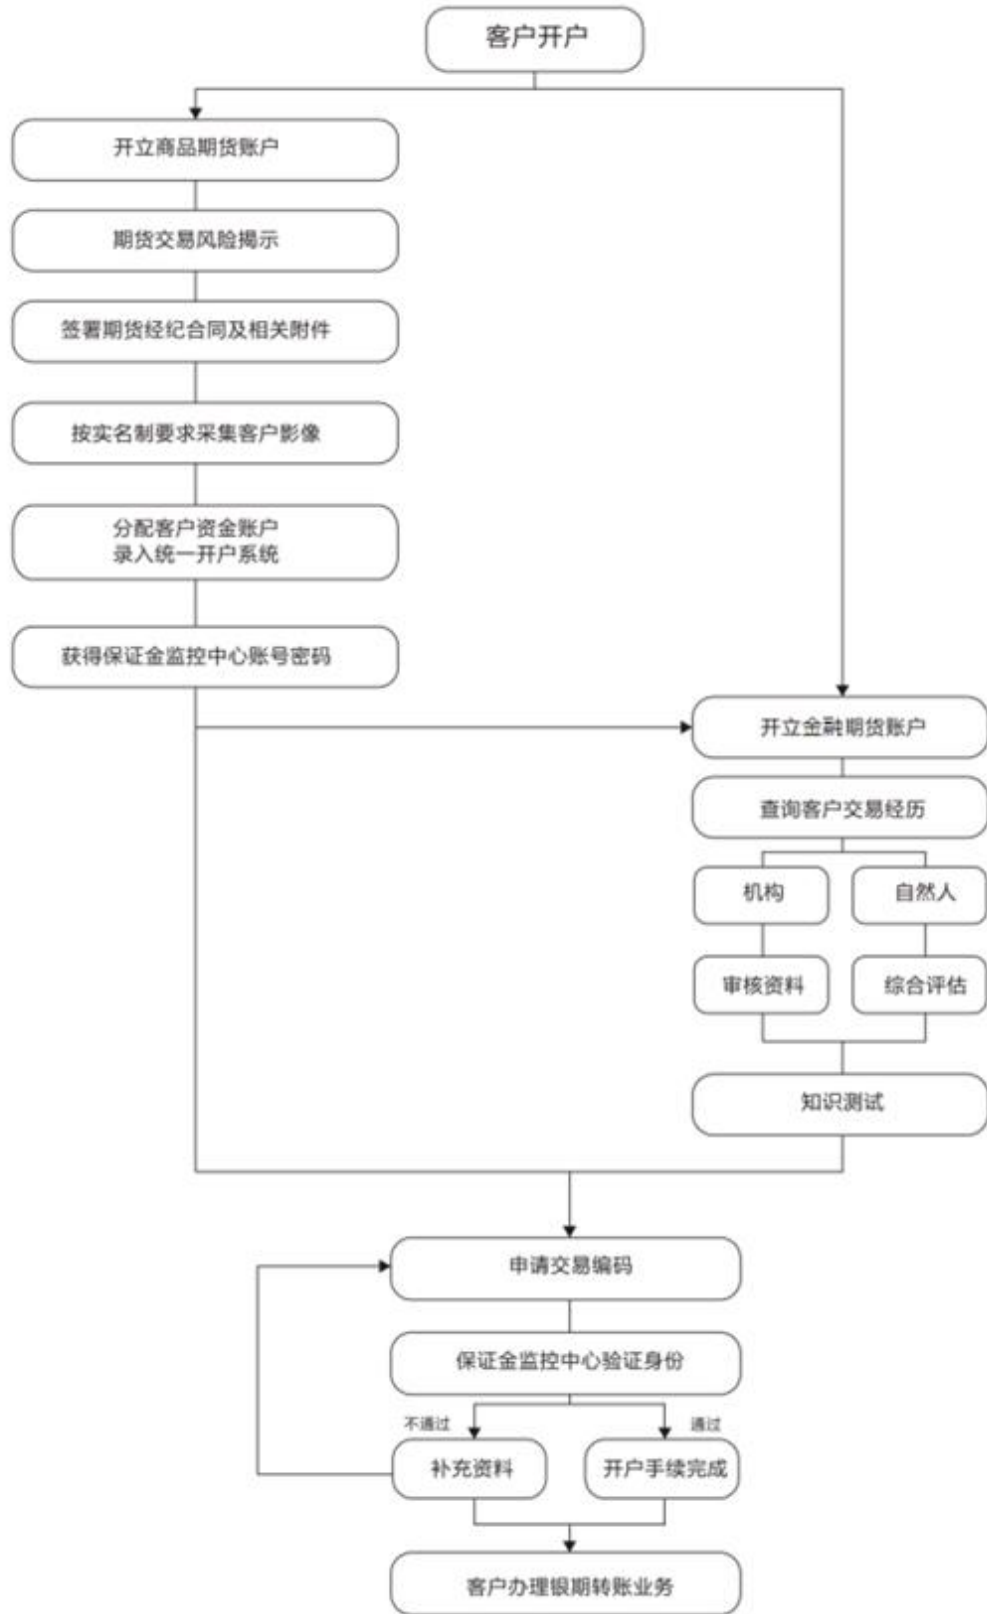 客户开户
开立商品期货账户
期货交易风险揭示
签署期货经纪合同及相关附件
按实名制要求采集客户影像
分配客户资金账户
录入统一开户系统
获得保证金监控中心账号密码
开立金融期货账户
查询客户交易经历
机构
自然人
审核资料
综合评估
知识测试
申请交易编码
保证金监控中心验证身份
不通过
通过
补充资料
开户手续完成
客户办理银期转账业务